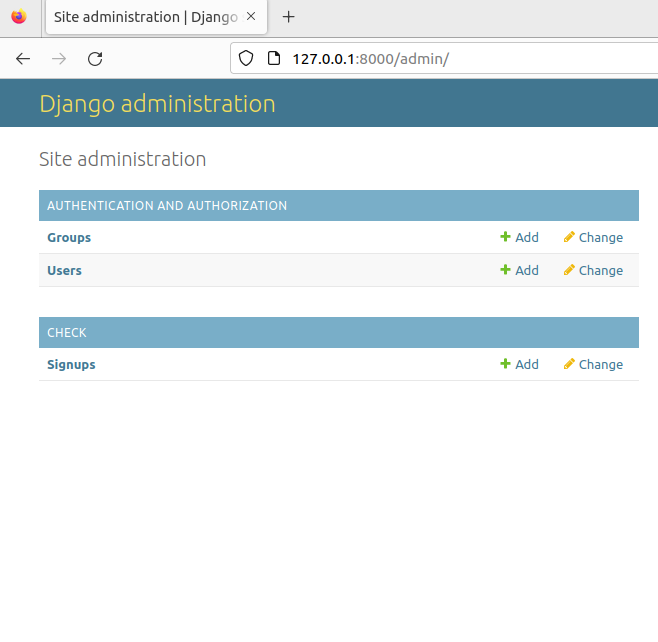 Site administration | Django
127.0.0.1:8000/admin/
Django administration
Site administration
AUTHENTICATION AND AUTHORIZATION
Groups Add Change
Users Add Change
CHECK
Signups Add Change